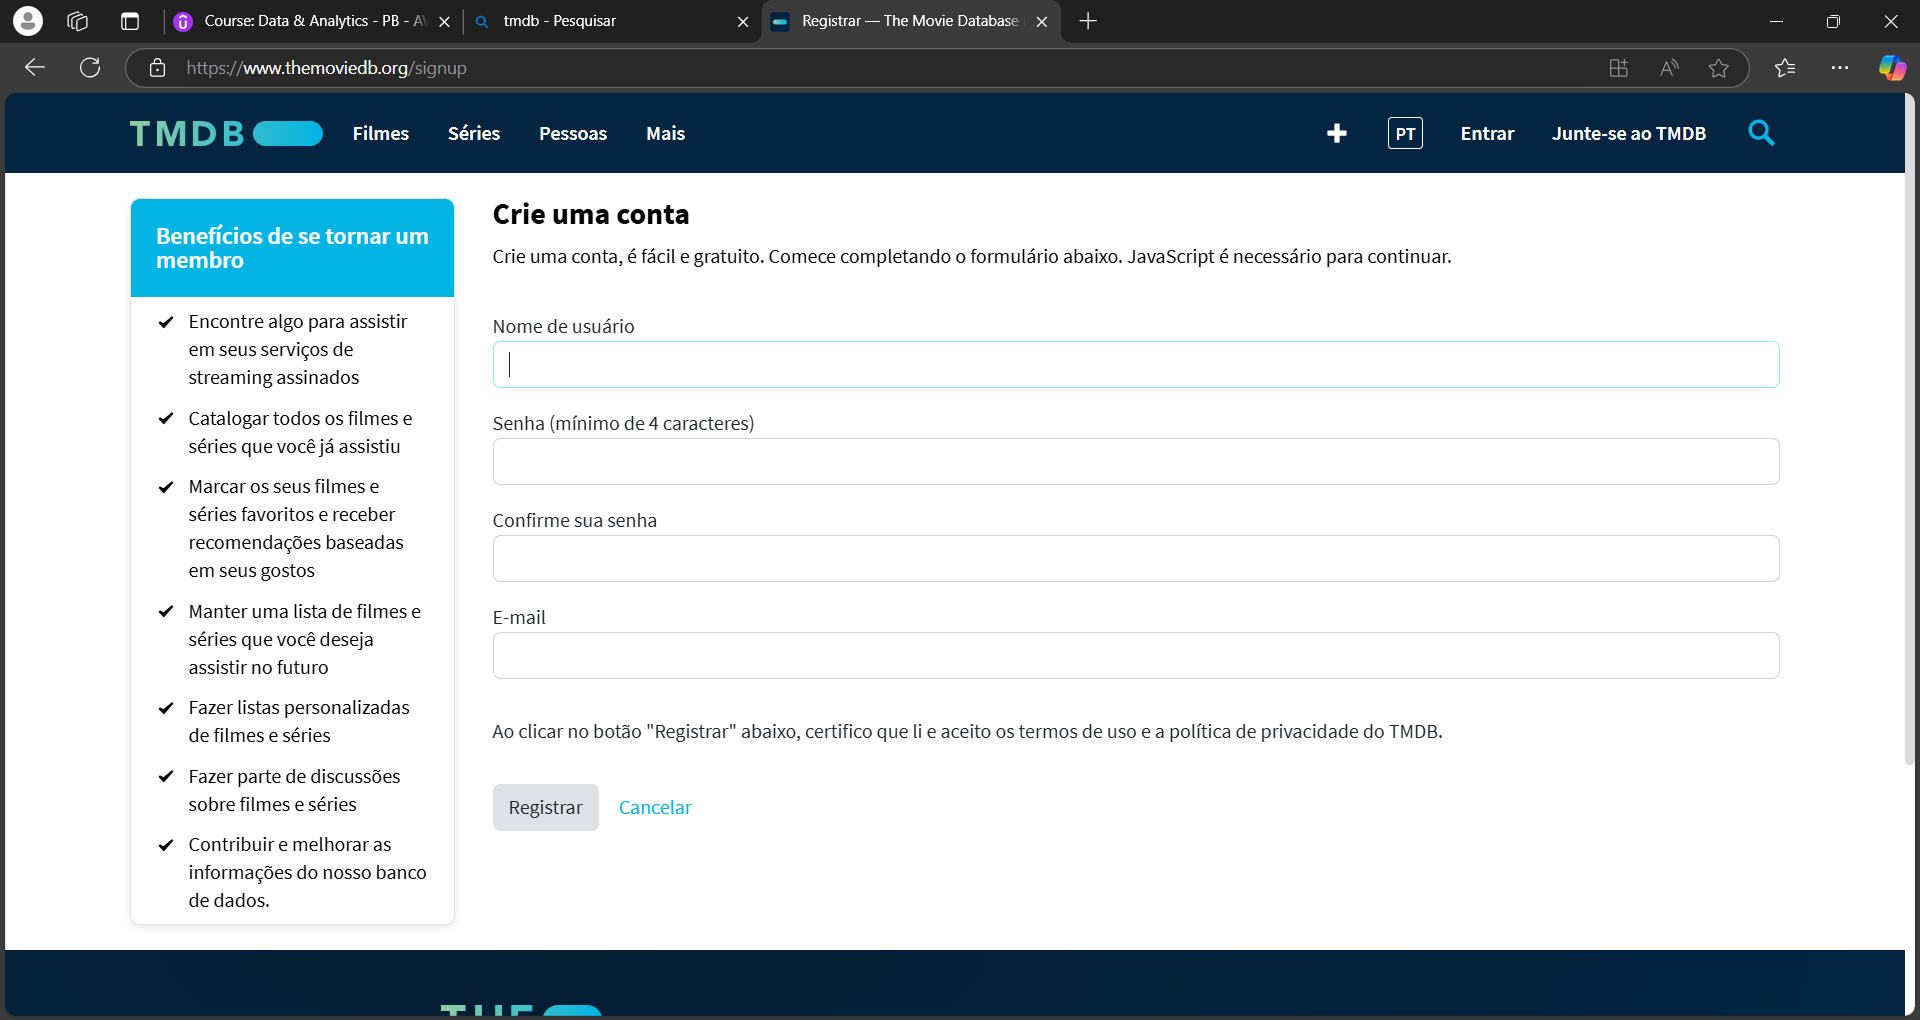 Course: Data & Analytics - PB - A
tmdb - Pesquisar
Registrar — The Movie Database
https://www.themoviedb.org/signup
TMDB
Filmes
Séries
Pessoas
Mais
PT
Entrar
Junte-se ao TMDB
Benefícios de se tornar um
membro
Encontre algo para assistir
em seus serviços de
streaming assinados
Catalogar todos os filmes e
séries que você já assistiu
Marcar os seus filmes e
séries favoritos e receber
recomendações baseadas
em seus gostos
Manter uma lista de filmes e
séries que você deseja
assistir no futuro
Fazer listas personalizadas
de filmes e séries
Fazer parte de discussões
sobre filmes e séries
Contribuir e melhorar as
informações do nosso banco
de dados.
Crie uma conta
Crie uma conta, é fácil e gratuito. Comece completando o formulário abaixo. JavaScript é necessário para continuar.
Nome de usuário
Senha (mínimo de 4 caracteres)
Confirme sua senha
E-mail
Ao clicar no botão "Registrar" abaixo, certifico que li e aceito os termos de uso e a política de privacidade do TMDB.
Registrar
Cancelar
THE